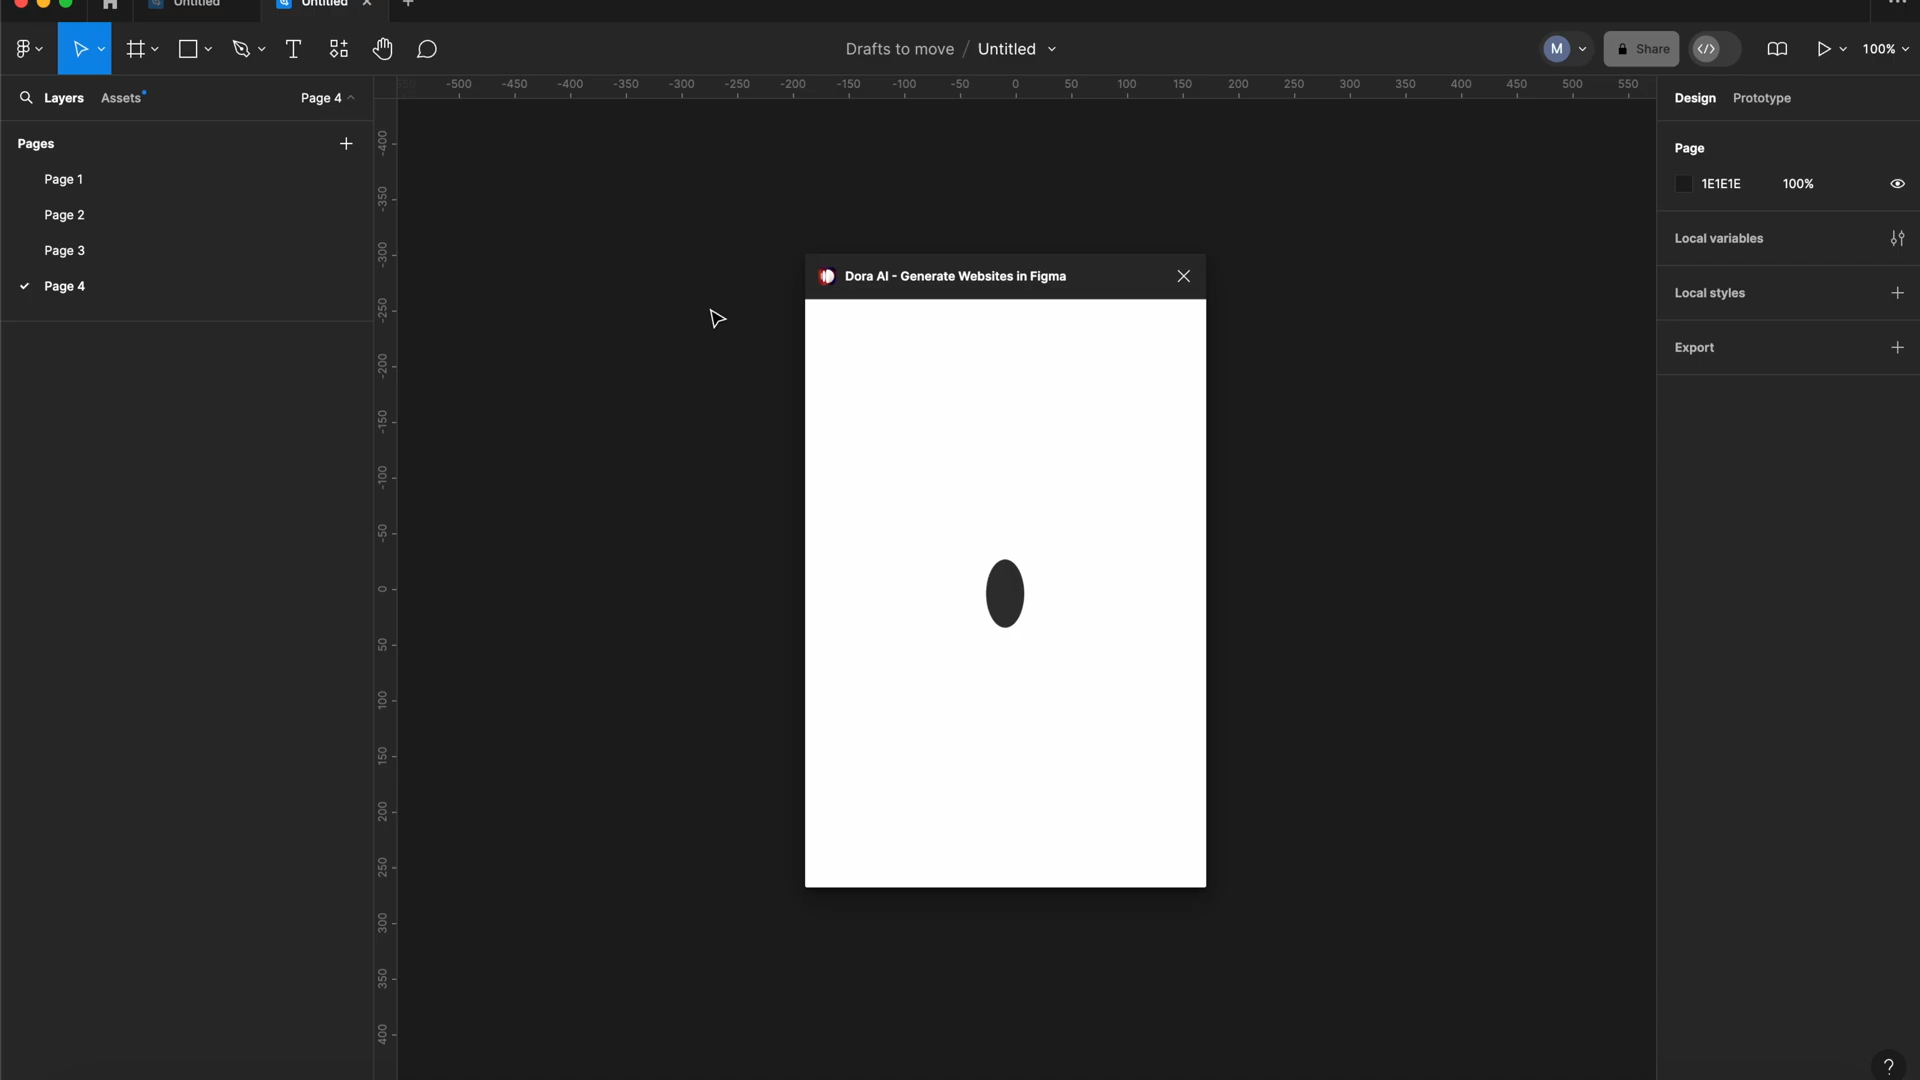 Untitled
Untitled
Drafts to move / Untitled
M
Share
100%
Layers
Assets
Page 4
-500 -450 -400 -350 -300 -250 -200 -150 -100 -50 0 50 100 150 200 250 300 350 400 450 500 550
Design
Prototype
Pages
Page 1
Page 2
Page 3
Page 4
-400
-350
-300
-250
-200
-150
-100
-50
0
50
100
150
200
250
300
350
400
Dora AI - Generate Websites in Figma
Page
1E1E1E 100%
Local variables
Local styles
Export
?